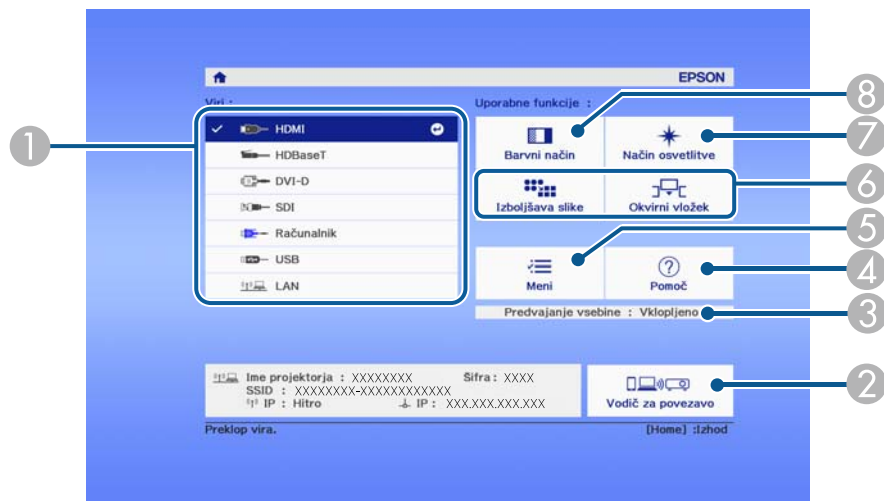 EPSON
Viri :
Uporabne funkcije :
HDMI
HDBaseT
DVI-D
SDI
Računalnik
USB
LAN
Barvni način
Način osvetlitve
Izboljšava slike
Okvirni vložek
Meni
Pomoč
Predvajanje vsebine : Vklopljeno
Ime projektorja : XXXXXXXX Šifra : XXXX
SSID : XXXXXXXX-XXXXXXXXXXXX
IP : Hitro IP : XXX.XXX.XXX.XXX
Vodič za povezavo
Preklop vira.
[Home] :Izhod
1
8
7
6
5
4
3
2